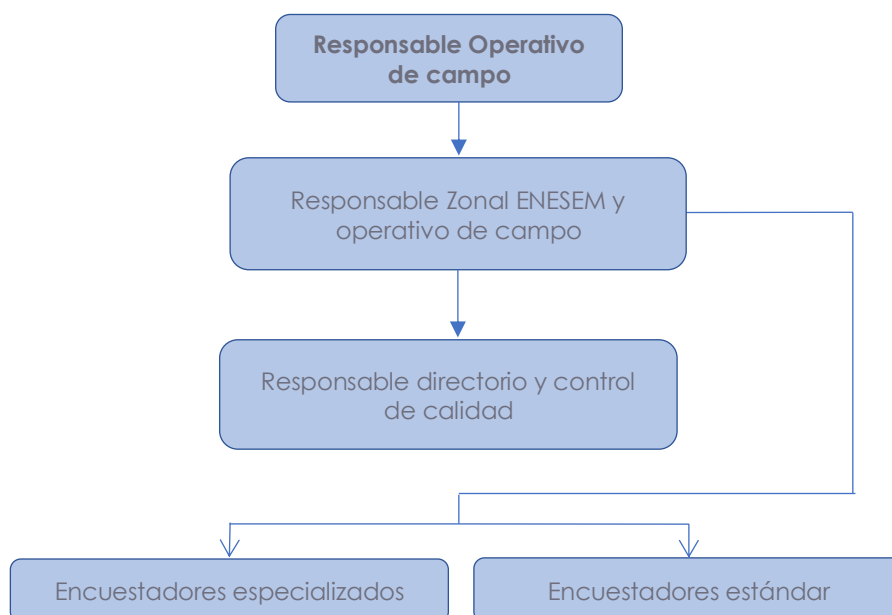 Responsable Operativo
de campo
Responsable Zonal ENESEM y
operativo de campo
Responsable directorio y control
de calidad
Encuestadores especializados
Encuestadores estándar